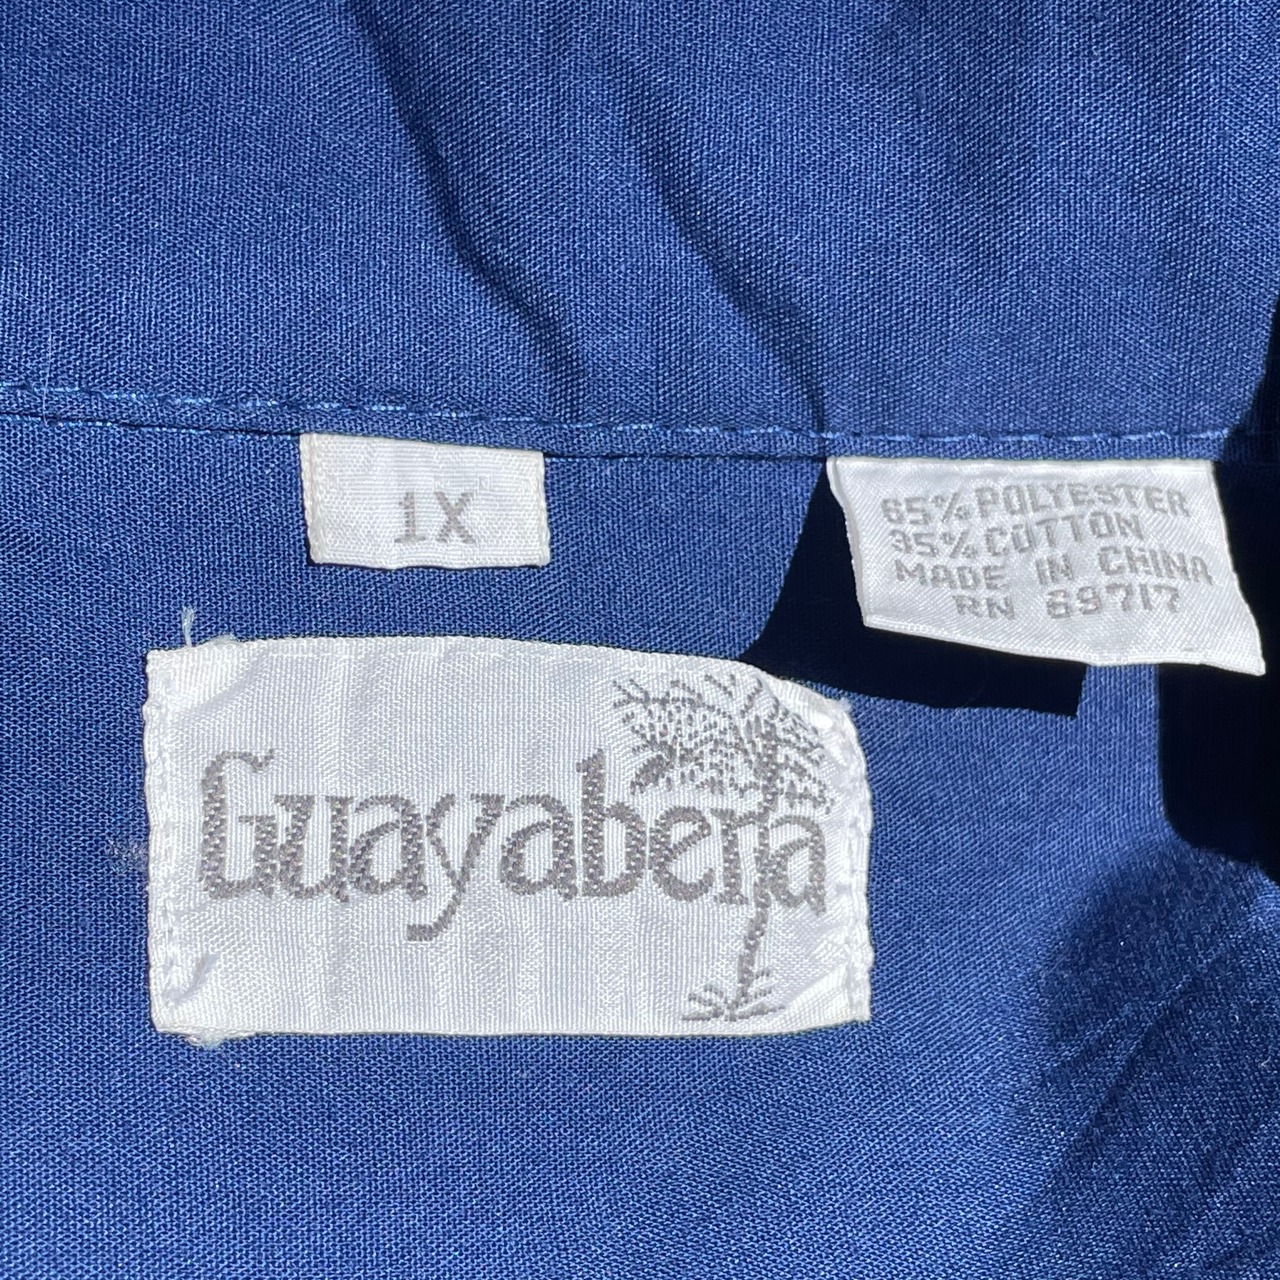 1X
65% POLYESTER
35% COTTON
MADE IN CHINA
RN 69717
Guayabera